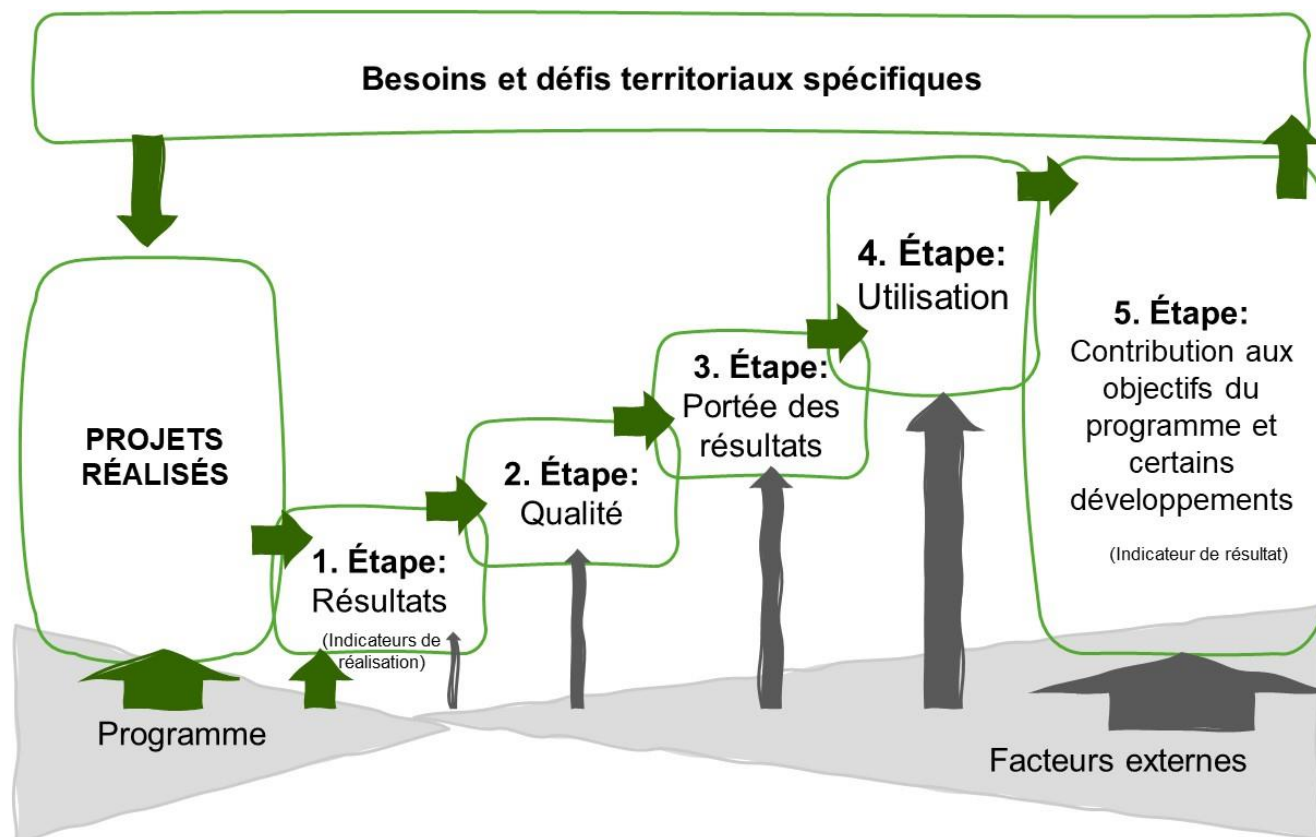 Besoins et défis territoriaux spécifiques
PROJETS
RÉALISÉS
1. Étape:
Résultats
(Indicateurs de
réalisation)
2. Étape:
Qualité
3. Étape:
Portée des
résultats
4. Étape:
Utilisation
5. Étape:
Contribution aux
objectifs du
programme et
certains
développements
(Indicateur de résultat)
Programme
Facteurs externes